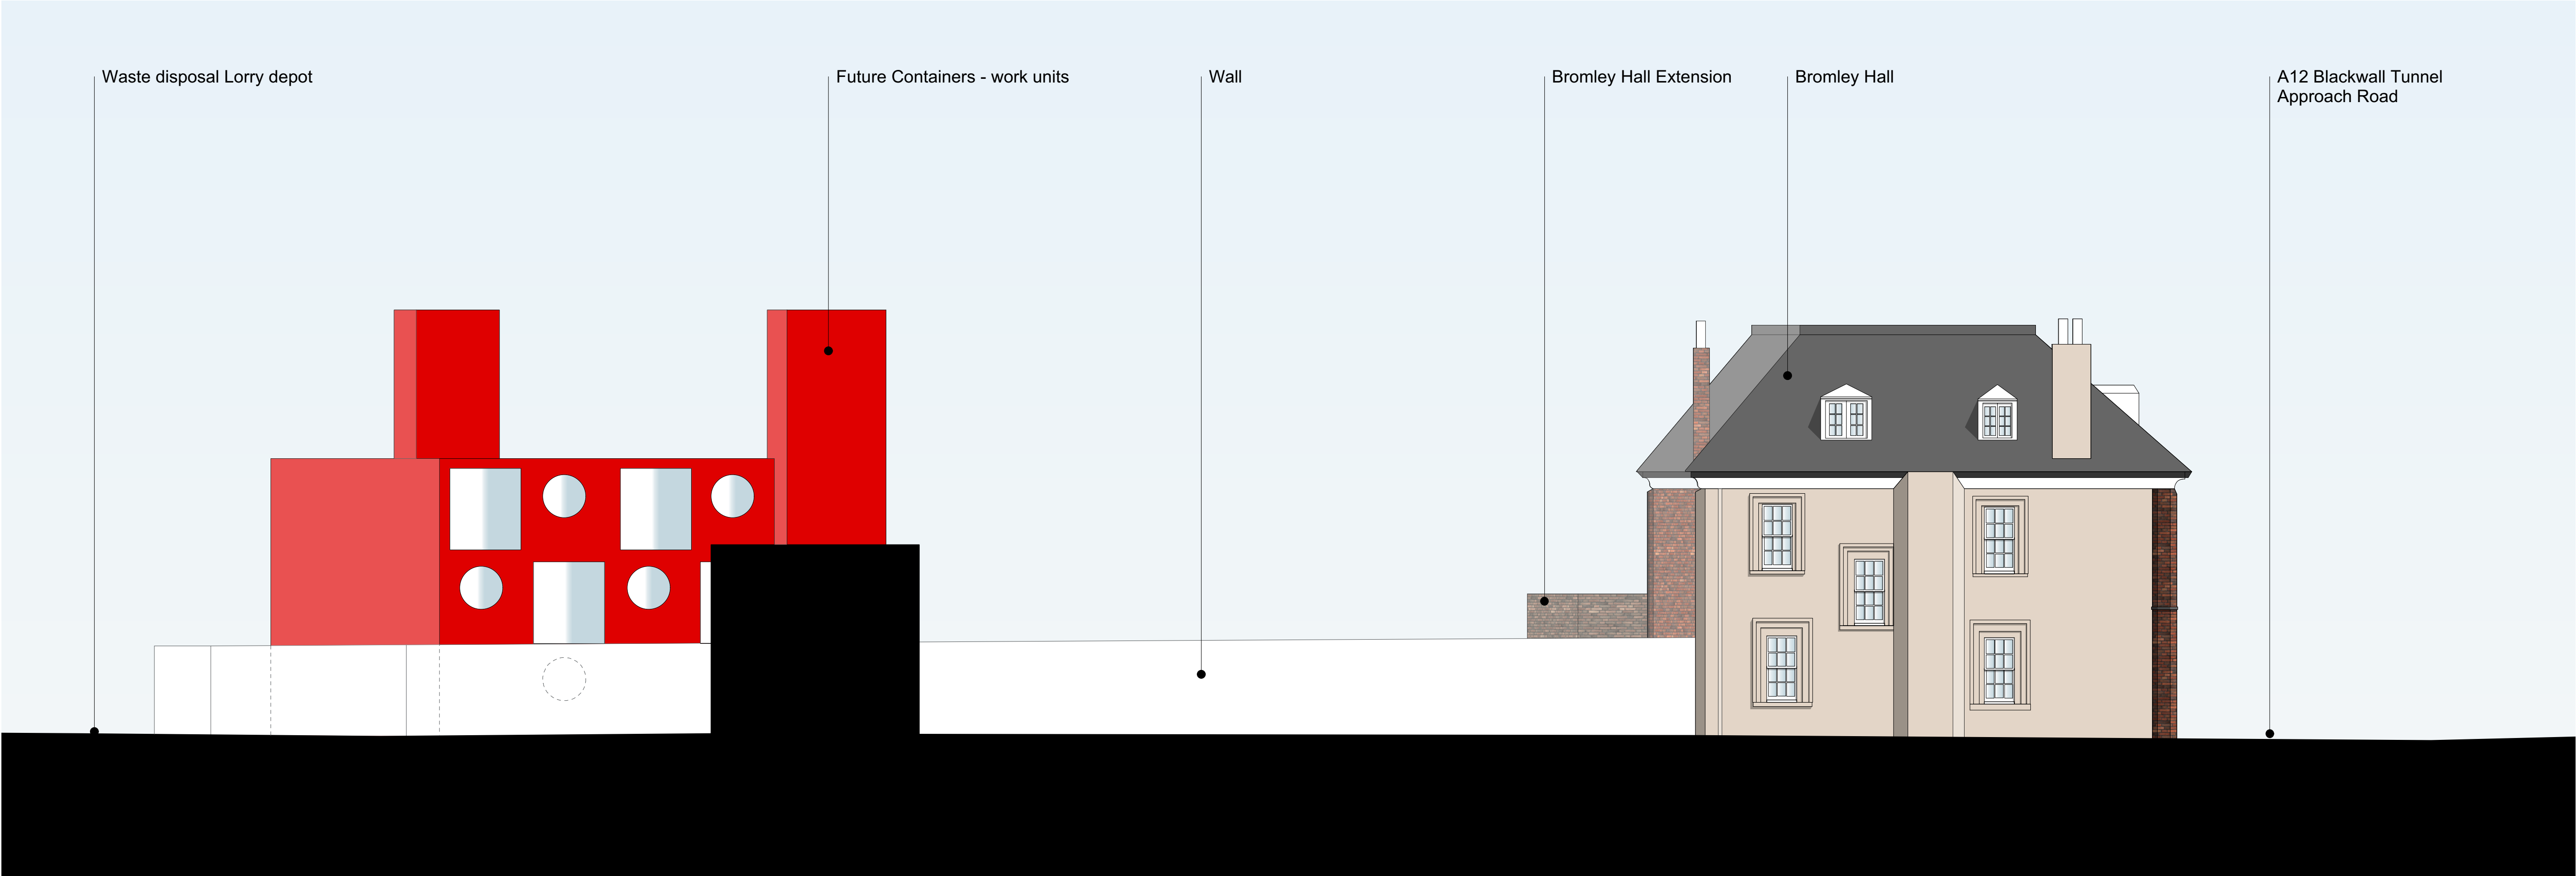 Waste disposal Lorry depot
Future Containers - work units
Wall
Bromley Hall Extension
Bromley Hall
A12 Blackwall Tunnel
Approach Road